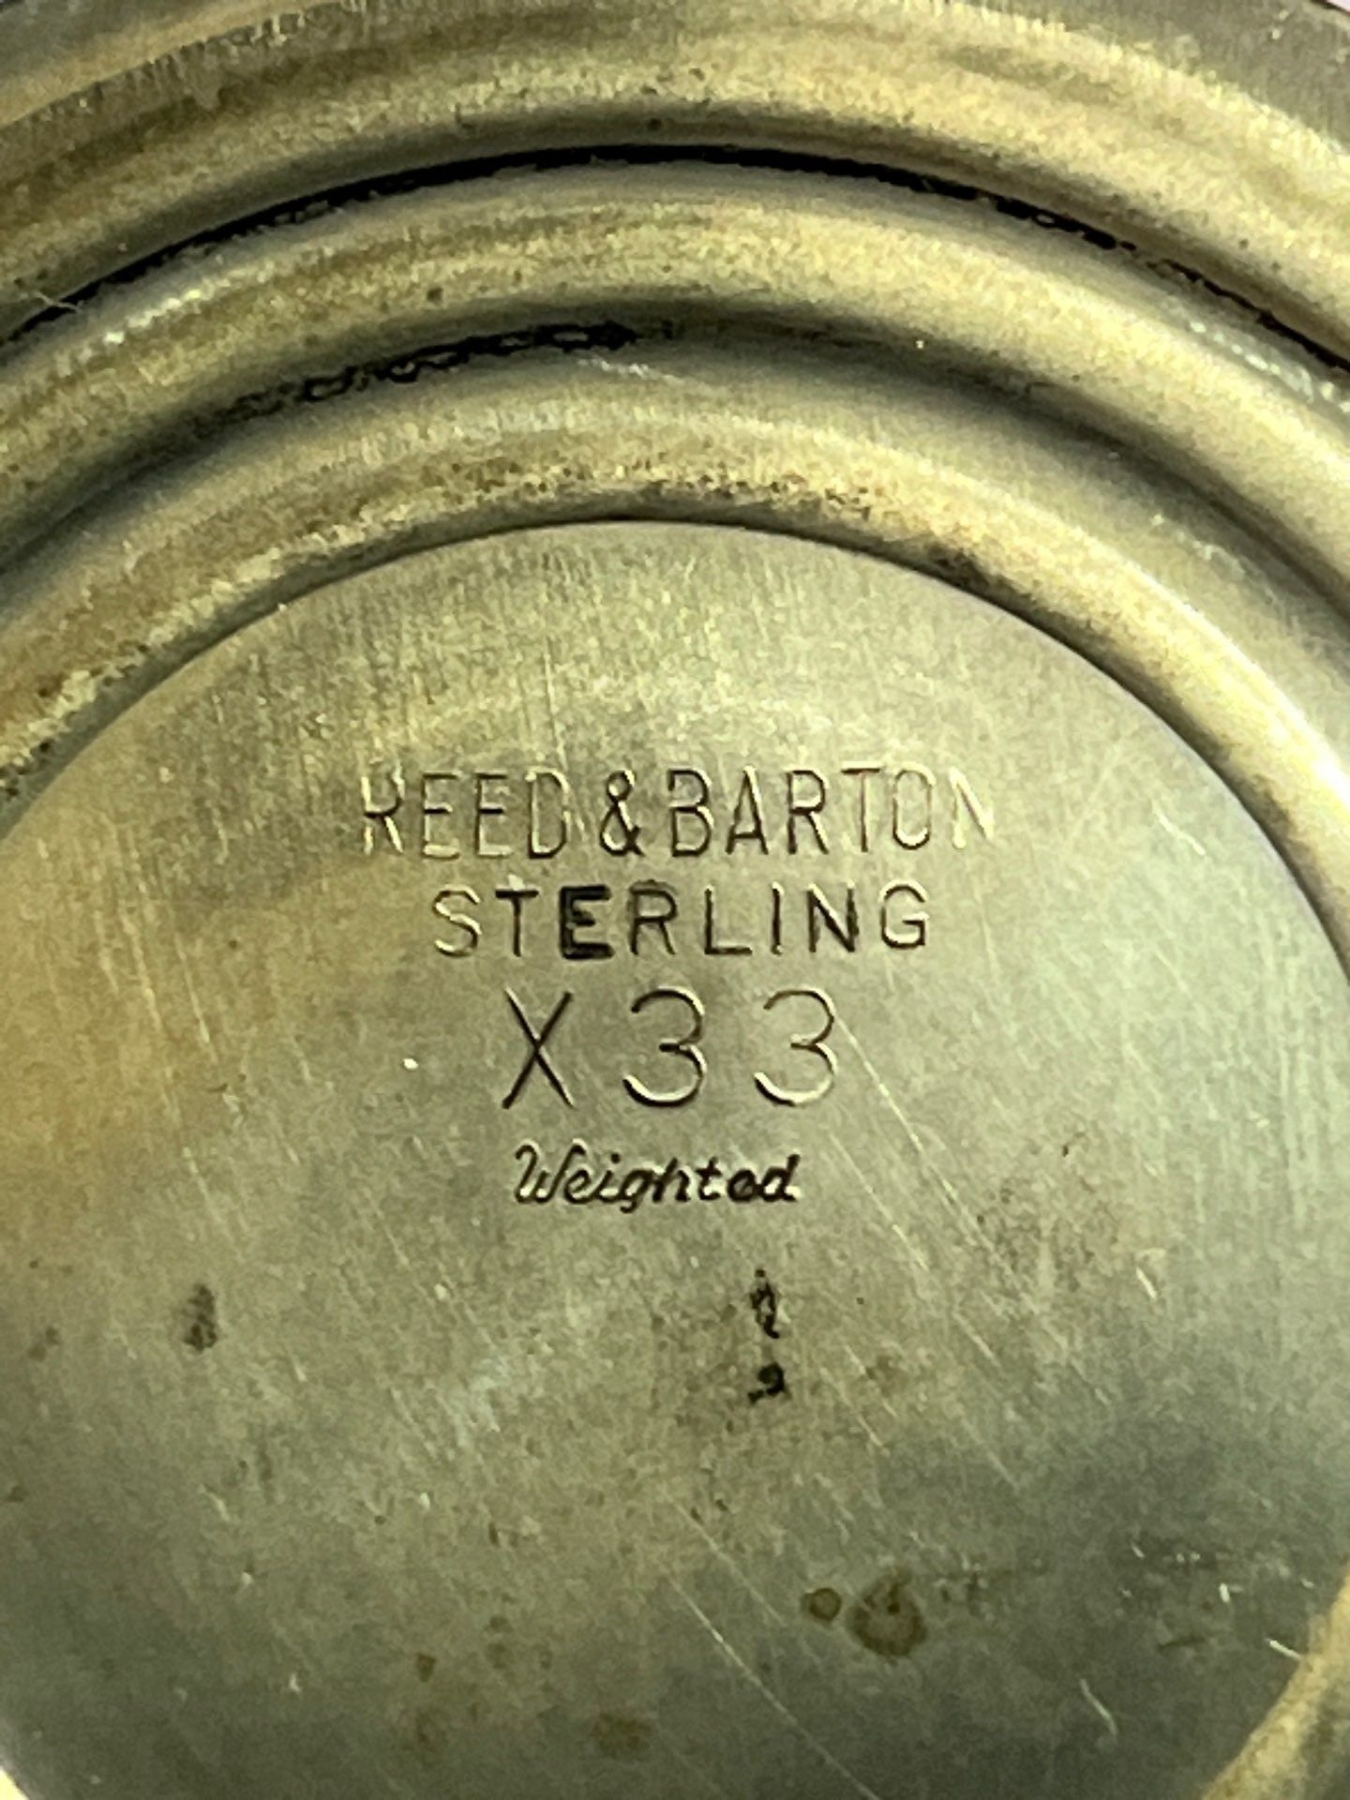 REED & BARTON
STERLING
X33
Weighted